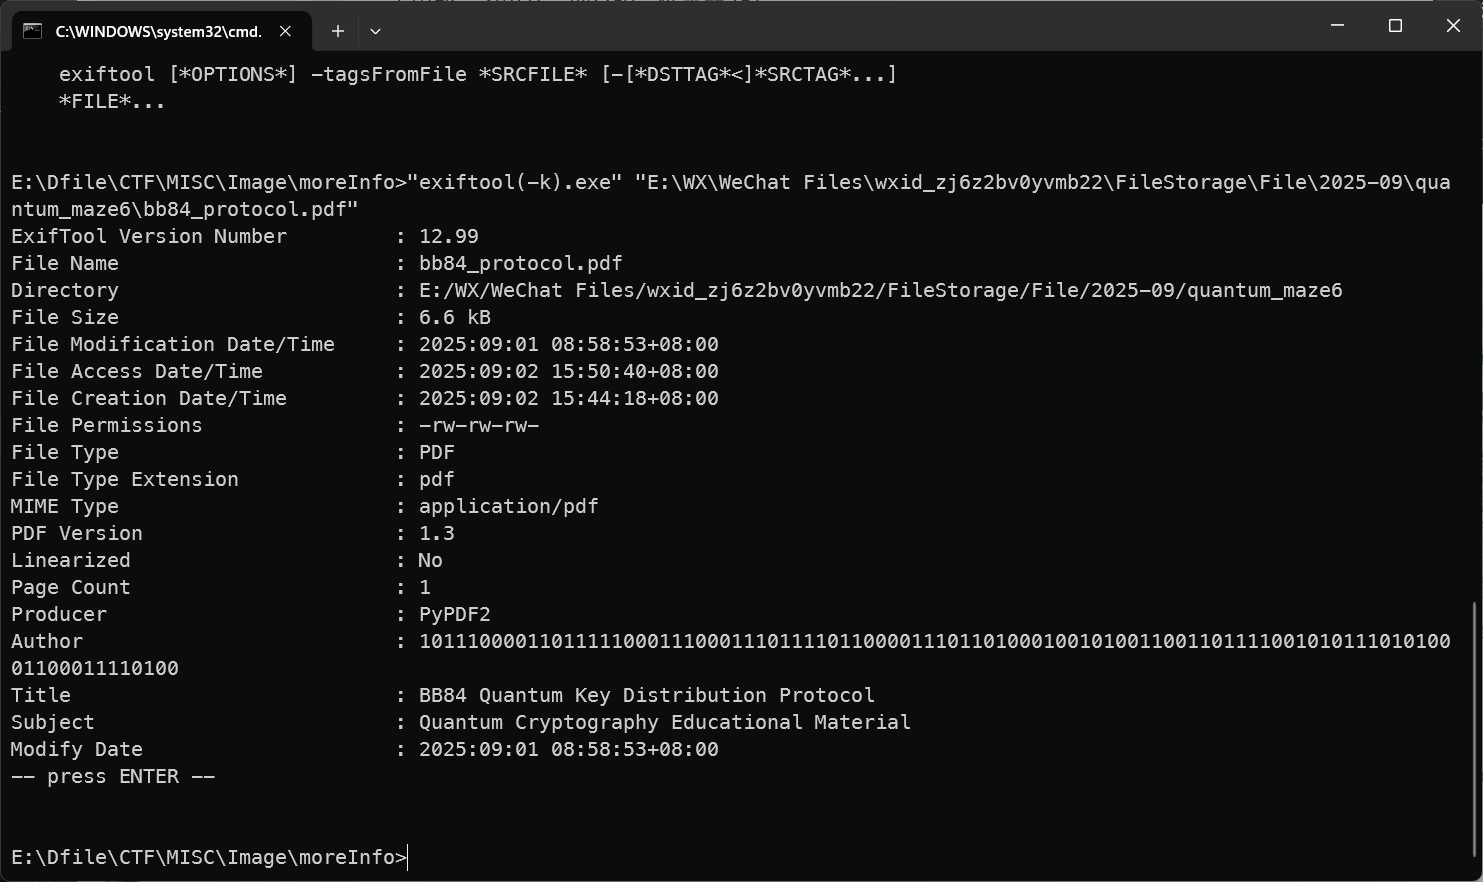 C:\WINDOWS\system32\cmd.
exiftool [*OPTIONS*] -tagsFromFile *SRCFILE* [-[*DSTTAG*<]*SRCTAG*...]
*FILE*...
E:\Dfile\CTF\MISC\Image\moreInfo>"exiftool(-k).exe" "E:\WX\WeChat Files\wxid_zj6z2bv0yvmb22\FileStorage\File\2025-09\qua
ntum_maze6\bb84_protocol.pdf"
ExifTool Version Number : 12.99
File Name : bb84_protocol.pdf
Directory : E:/WX/WeChat Files/wxid_zj6z2bv0yvmb22/FileStorage/File/2025-09/quantum_maze6
File Size : 6.6 kB
File Modification Date/Time : 2025:09:01 08:58:53+08:00
File Access Date/Time : 2025:09:02 15:50:40+08:00
File Creation Date/Time : 2025:09:02 15:44:18+08:00
File Permissions : -rw-rw-rw-
File Type : PDF
File Type Extension : pdf
MIME Type : application/pdf
PDF Version : 1.3
Linearized : No
Page Count : 1
Producer : PyPDF2
Author : 10111000011011111000111000111011110110000111011010001001010011001101111001010111010100
01100011110100
Title : BB84 Quantum Key Distribution Protocol
Subject : Quantum Cryptography Educational Material
Modify Date : 2025:09:01 08:58:53+08:00
-- press ENTER --
E:\Dfile\CTF\MISC\Image\moreInfo>